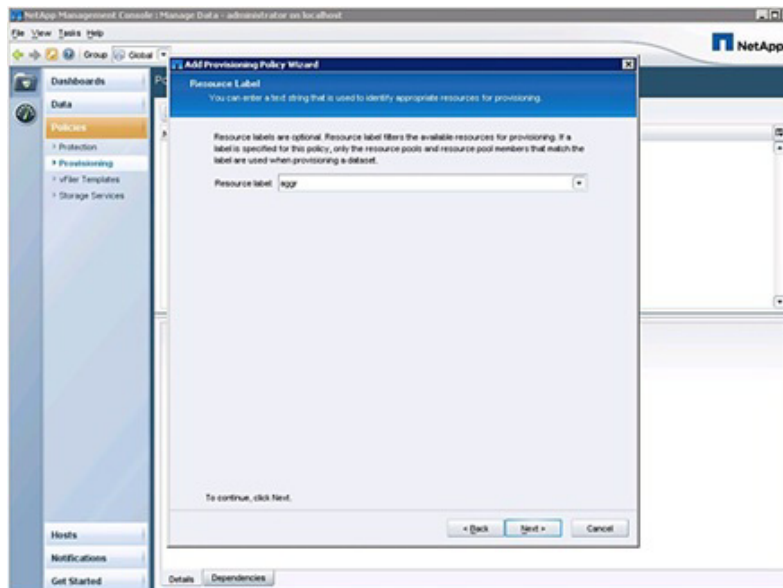 NetApp Management Console : Manage Data - administrator on localhost
File View Tasks Help
Group Global
NetApp
Dashboards
Data
Policies
Protection
Provisioning
vFiler Templates
Storage Services
Hosts
Notifications
Get Started
Add Provisioning Policy Wizard
Resource Label
You can enter a text string that is used to identify appropriate resources for provisioning.
Resource labels are optional. Resource label filters the available resources for provisioning. If a
label is specified for this policy, only the resource pools and resource pool members that match the
label are used when provisioning a dataset.
Resource label: aggr
To continue, click Next.
< Back Next > Cancel
Details Dependencies